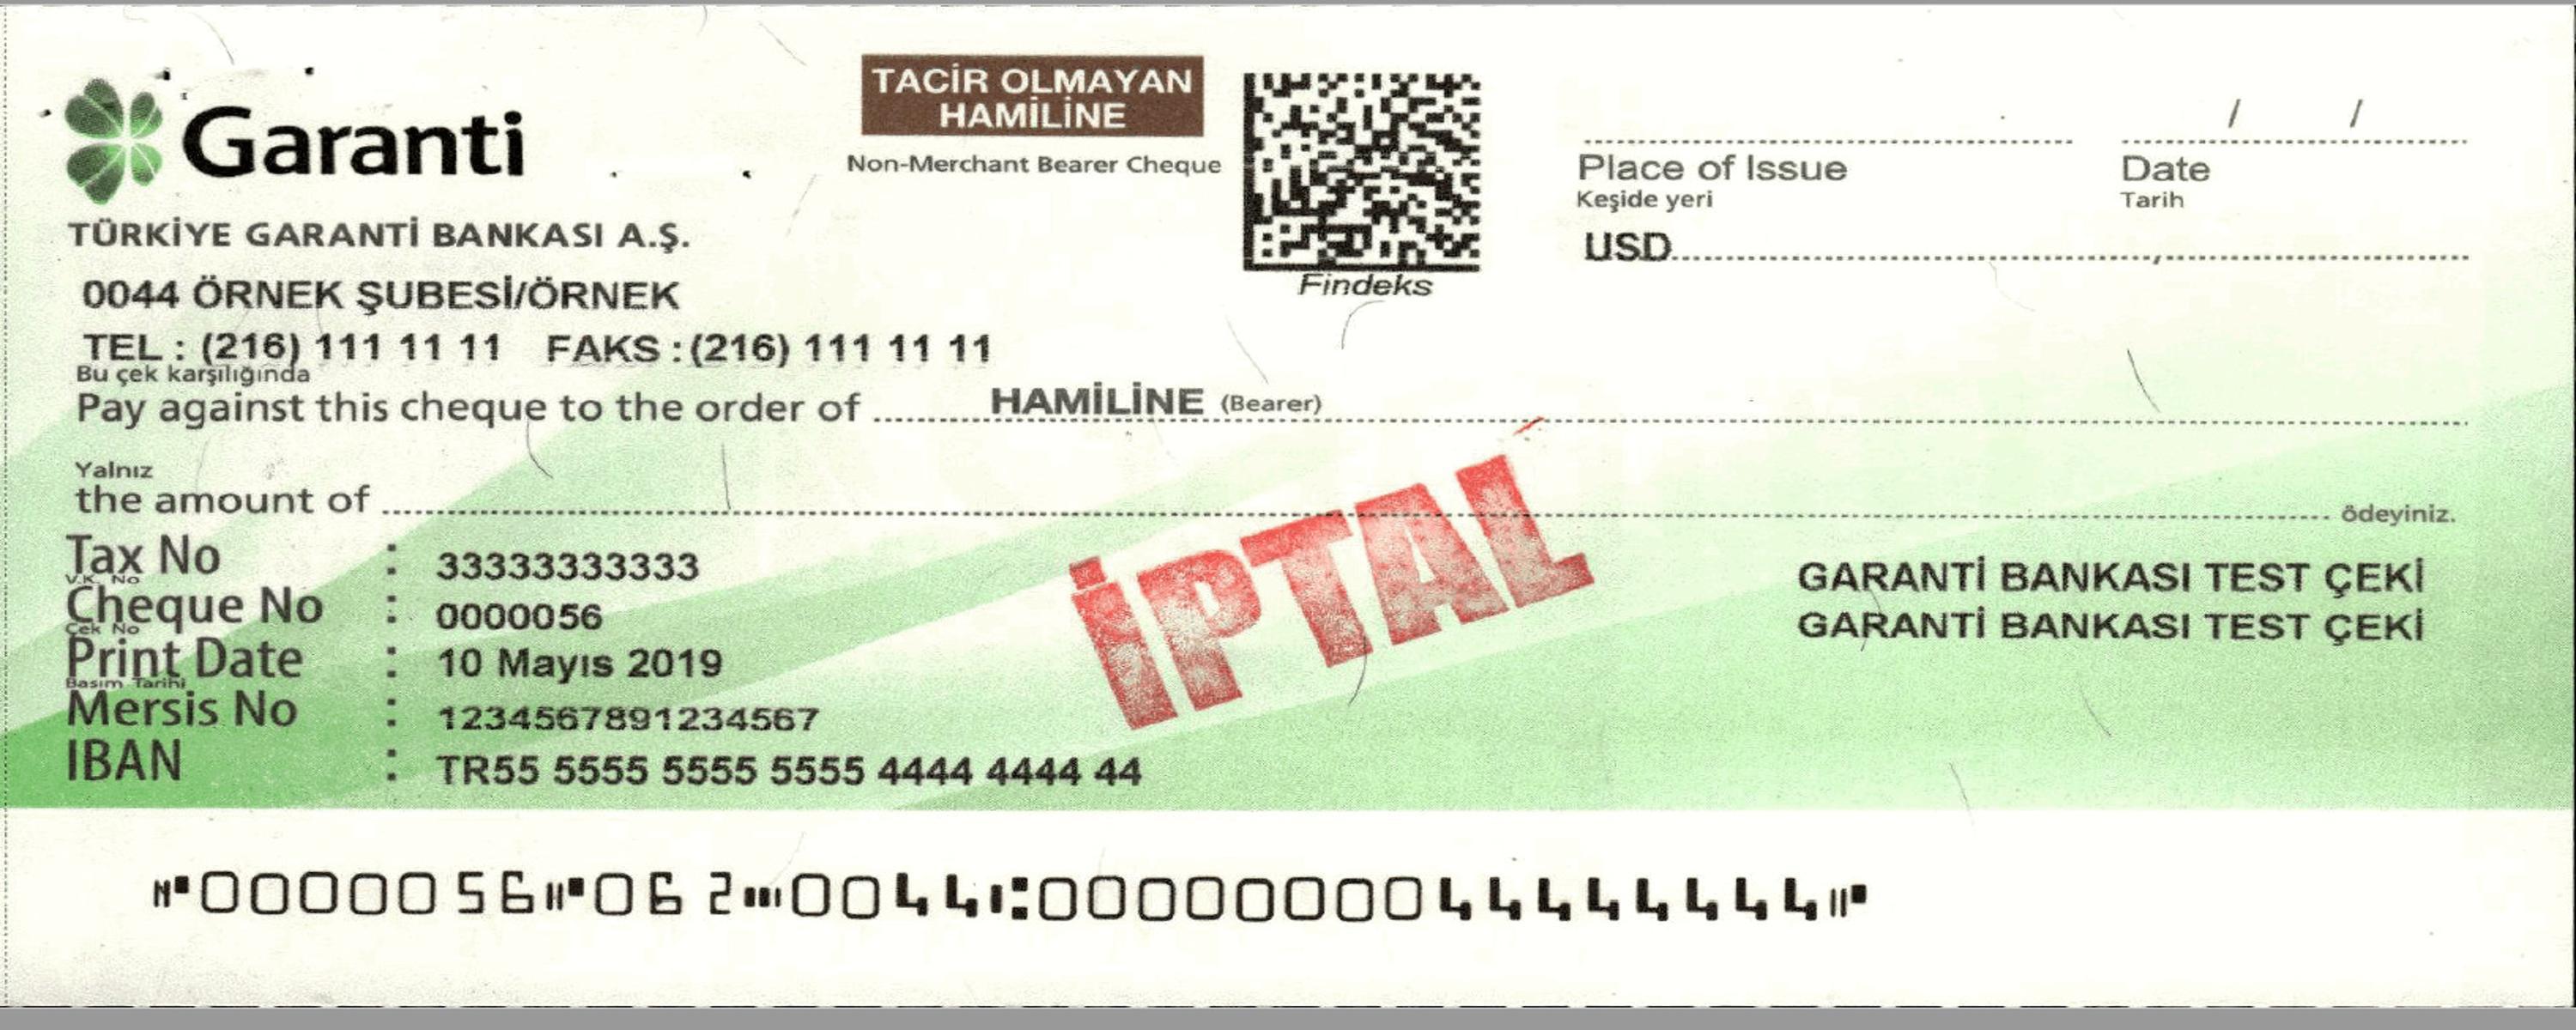 Garanti
TACİR OLMAYAN
HAMİLİNE
Non-Merchant Bearer Cheque
Findeks
/ /
Place of Issue
Keşide yeri
Date
Tarih
USD
TÜRKİYE GARANTİ BANKASI A.Ş.
0044 ÖRNEK ŞUBESİ/ÖRNEK
TEL : (216) 111 11 11 FAKS : (216) 111 11 11
Bu çek karşılığında
Pay against this cheque to the order of HAMİLİNE (Bearer)
Yalnız
the amount of ödeyiniz.
Tax No : 33333333333
V.K. No
Cheque No : 0000056
Çek No
Print Date : 10 Mayıs 2019
Basım Tarihi
Mersis No : 1234567891234567
IBAN : TR55 5555 5555 5555 4444 4444 44
İPTAL
GARANTİ BANKASI TEST ÇEKİ
GARANTİ BANKASI TEST ÇEKİ
⑈0000056⑈062⑉0044⑆0000000044444444⑈